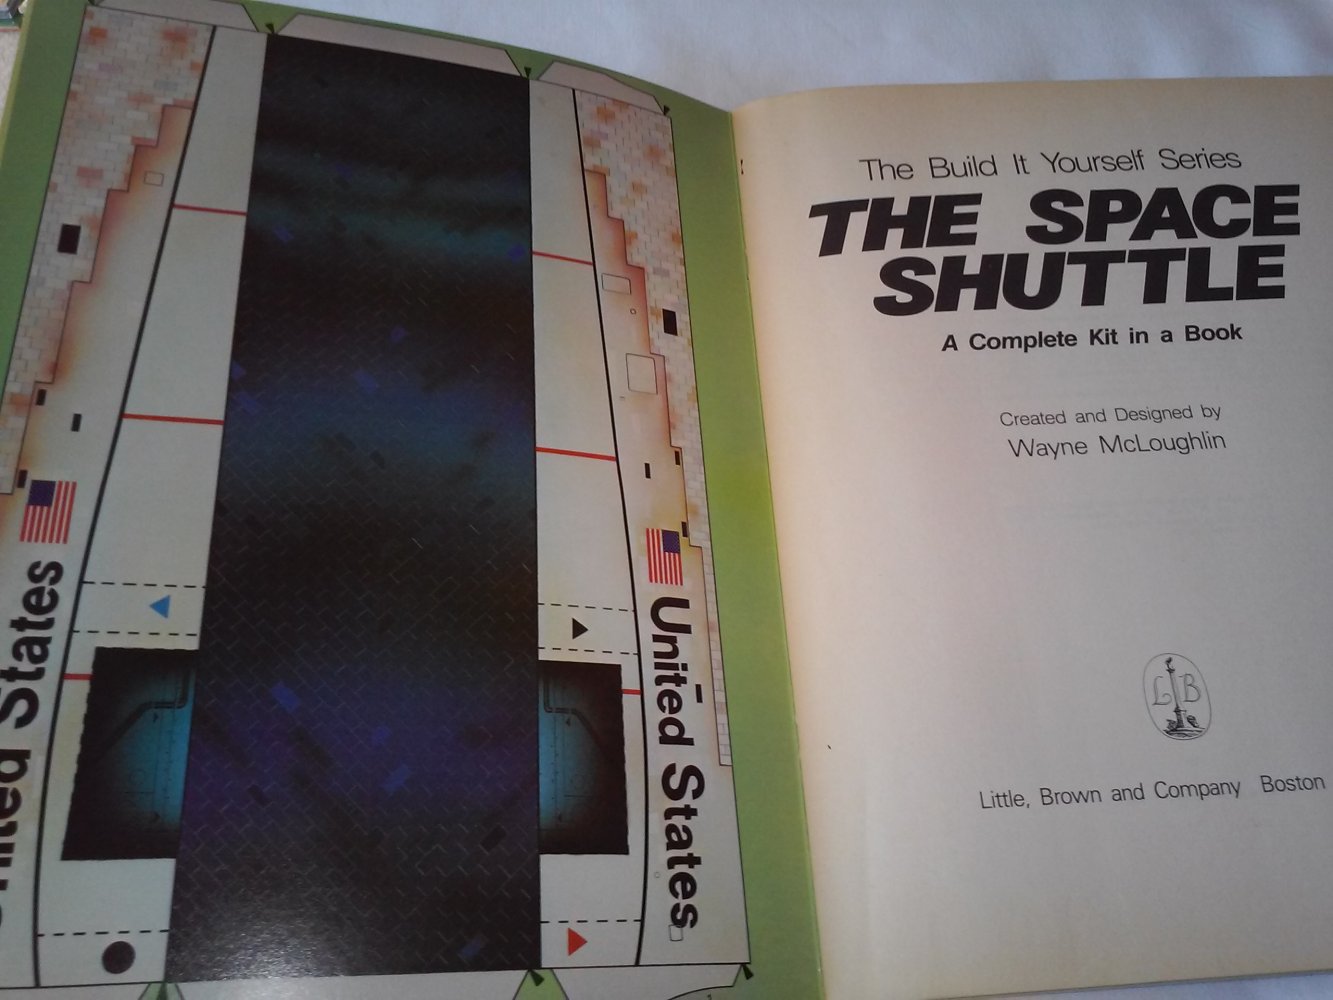 United States
United States
1
The Build It Yourself Series
THE SPACE
SHUTTLE
A Complete Kit in a Book
Created and Designed by
Wayne McLoughlin
L B
Little, Brown and Company Boston